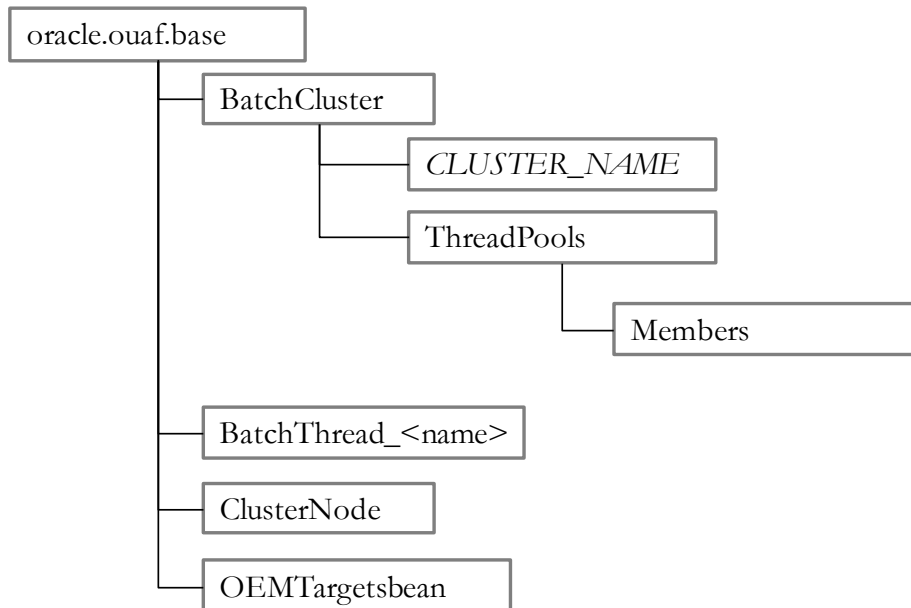 oracle.ouaf.base
BatchCluster
CLUSTER_NAME
ThreadPools
Members
BatchThread_<name>
ClusterNode
OEMTargetsbean